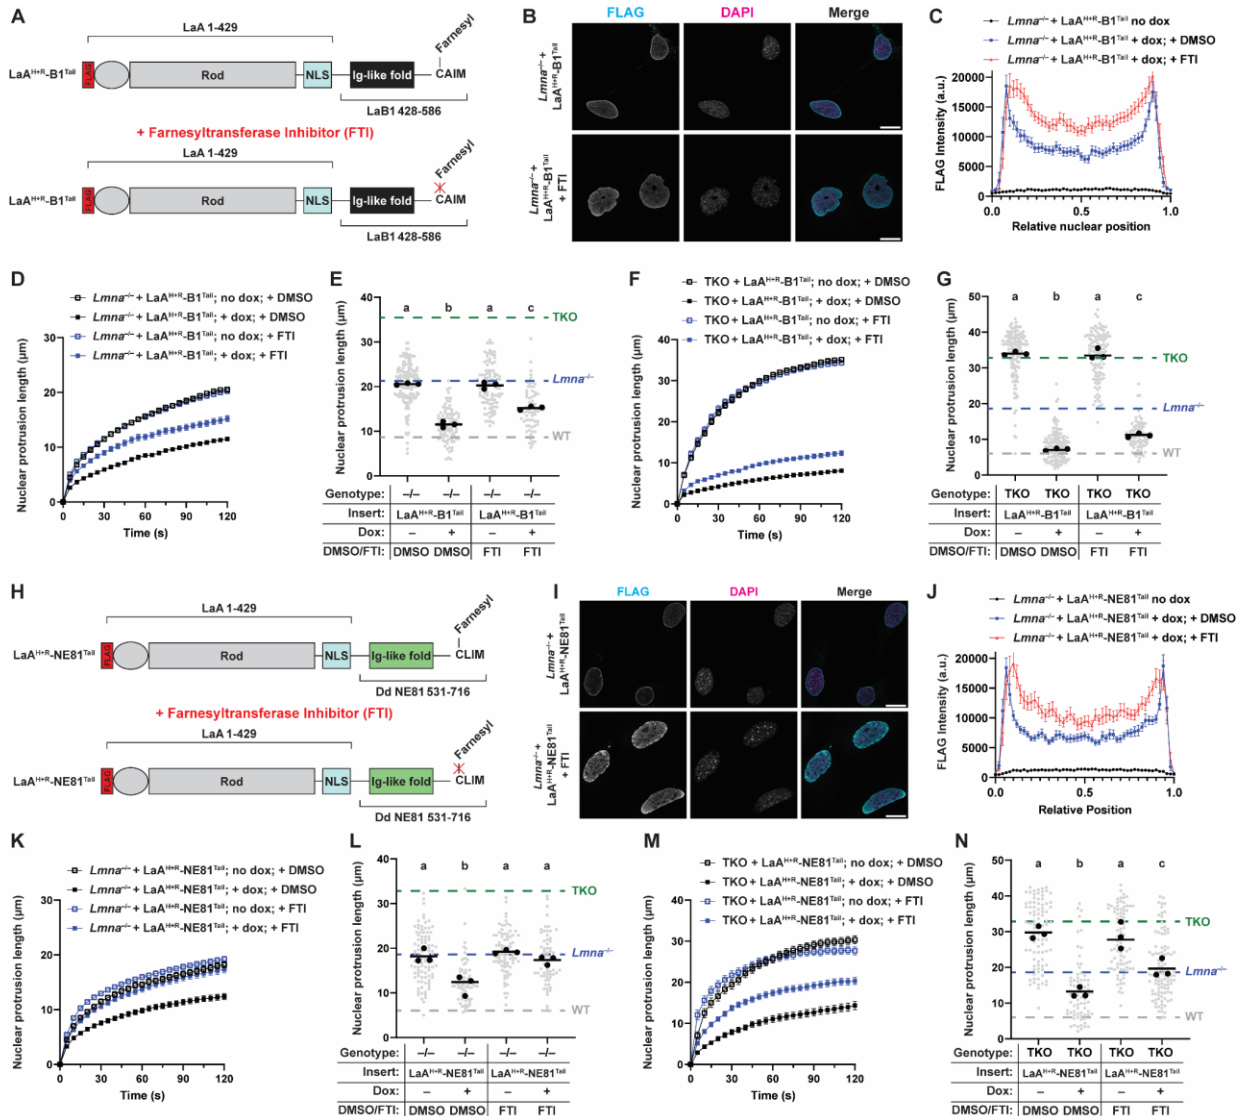 A
LaA 1-429
Farnesyl
LaA^H+R-B1^Tail
FLAG
Rod
NLS
Ig-like fold
CAIM
LaB1 428-586
+ Farnesyltransferase Inhibitor (FTI)
LaA 1-429
Farnesyl
LaA^H+R-B1^Tail
FLAG
Rod
NLS
Ig-like fold
CAIM
LaB1 428-586
B
FLAG
DAPI
Merge
Lmna^–/– +
LaA^H+R-B1^Tail
Lmna^–/– +
LaA^H+R-B1^Tail
+ FTI
C
Lmna^–/– + LaA^H+R-B1^Tail no dox
Lmna^–/– + LaA^H+R-B1^Tail + dox; + DMSO
Lmna^–/– + LaA^H+R-B1^Tail + dox; + FTI
FLAG Intensity (a.u.)
20000
15000
10000
5000
0
0.0 0.5 1.0
Relative nuclear position
D
Lmna^–/– + LaA^H+R-B1^Tail; no dox; + DMSO
Lmna^–/– + LaA^H+R-B1^Tail; + dox; + DMSO
Lmna^–/– + LaA^H+R-B1^Tail; no dox; + FTI
Lmna^–/– + LaA^H+R-B1^Tail; + dox; + FTI
Nuclear protrusion length (µm)
30
20
10
0
0 30 60 90 120
Time (s)
E
Nuclear protrusion length (µm)
40
30
20
10
0
a b a c
TKO
Lmna^–/–
WT
Genotype: –/– –/– –/– –/–
Insert: LaA^H+R-B1^Tail LaA^H+R-B1^Tail
Dox: – + – +
DMSO/FTI: DMSO DMSO FTI FTI
F
TKO + LaA^H+R-B1^Tail; no dox; + DMSO
TKO + LaA^H+R-B1^Tail; + dox; + DMSO
TKO + LaA^H+R-B1^Tail; no dox; + FTI
TKO + LaA^H+R-B1^Tail; + dox; + FTI
Nuclear protrusion length (µm)
40
30
20
10
0
0 30 60 90 120
Time (s)
G
Nuclear protrusion length (µm)
50
40
30
20
10
0
a b a c
TKO
Lmna^–/–
WT
Genotype: TKO TKO TKO TKO
Insert: LaA^H+R-B1^Tail LaA^H+R-B1^Tail
Dox: – + – +
DMSO/FTI: DMSO DMSO FTI FTI
H
LaA 1-429
Farnesyl
LaA^H+R-NE81^Tail
FLAG
Rod
NLS
Ig-like fold
CLIM
Dd NE81 531-716
+ Farnesyltransferase Inhibitor (FTI)
LaA 1-429
Farnesyl
LaA^H+R-NE81^Tail
FLAG
Rod
NLS
Ig-like fold
CLIM
Dd NE81 531-716
I
FLAG
DAPI
Merge
Lmna^–/– +
LaA^H+R-NE81^Tail
Lmna^–/– +
LaA^H+R-NE81^Tail
+ FTI
J
Lmna^–/– + LaA^H+R-NE81^Tail no dox
Lmna^–/– + LaA^H+R-NE81^Tail + dox; + DMSO
Lmna^–/– + LaA^H+R-NE81^Tail + dox; + FTI
FLAG Intensity (a.u.)
20000
15000
10000
5000
0
0.0 0.5 1.0
Relative Position
K
Lmna^–/– + LaA^H+R-NE81^Tail; no dox; + DMSO
Lmna^–/– + LaA^H+R-NE81^Tail; + dox; + DMSO
Lmna^–/– + LaA^H+R-NE81^Tail; no dox; + FTI
Lmna^–/– + LaA^H+R-NE81^Tail; + dox; + FTI
Nuclear protrusion length (µm)
30
20
10
0
0 30 60 90 120
Time (s)
L
Nuclear protrusion length (µm)
40
30
20
10
0
a b a a
TKO
Lmna^–/–
WT
Genotype: –/– –/– –/– –/–
Insert: LaA^H+R-NE81^Tail LaA^H+R-NE81^Tail
Dox: – + – +
DMSO/FTI: DMSO DMSO FTI FTI
M
TKO + LaA^H+R-NE81^Tail; no dox; + DMSO
TKO + LaA^H+R-NE81^Tail; + dox; + DMSO
TKO + LaA^H+R-NE81^Tail; no dox; + FTI
TKO + LaA^H+R-NE81^Tail; + dox; + FTI
Nuclear protrusion length (µm)
40
30
20
10
0
0 30 60 90 120
Time (s)
N
Nuclear protrusion length (µm)
50
40
30
20
10
0
a b a c
TKO
Lmna^–/–
WT
Genotype: TKO TKO TKO TKO
Insert: LaA^H+R-NE81^Tail LaA^H+R-NE81^Tail
Dox: – + – +
DMSO/FTI: DMSO DMSO FTI FTI